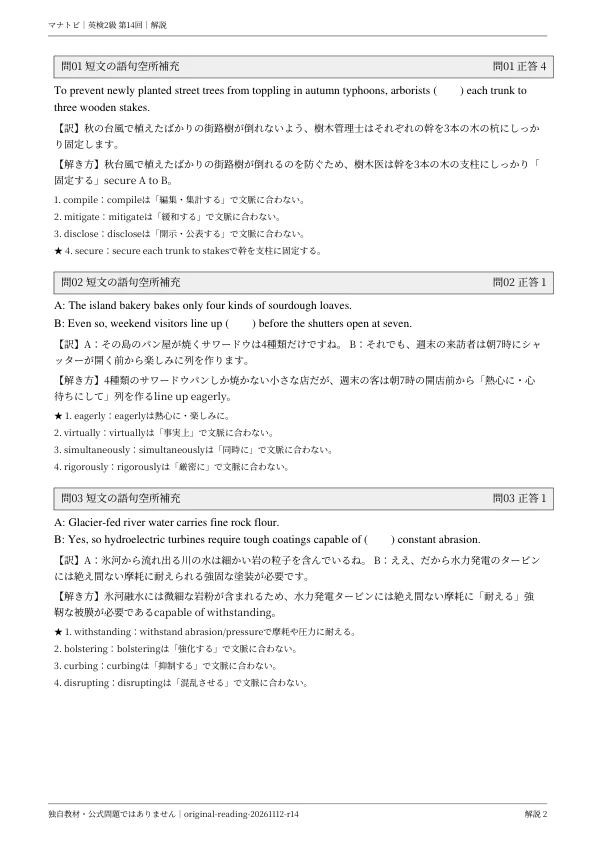 マナトビ｜英検2級 第14回｜解説
問01 短文の語句空所補充 問01 正答 4
To prevent newly planted street trees from toppling in autumn typhoons, arborists (　　) each trunk to
three wooden stakes.
【訳】秋の台風で植えたばかりの街路樹が倒れないよう、樹木管理士はそれぞれの幹を3本の木の杭にしっか
り固定します。
【解き方】秋台風で植えたばかりの街路樹が倒れるのを防ぐため、樹木医は幹を3本の木の支柱にしっかり「
固定する」secure A to B。
1. compile：compileは「編集・集計する」で文脈に合わない。
2. mitigate：mitigateは「緩和する」で文脈に合わない。
3. disclose：discloseは「開示・公表する」で文脈に合わない。
★ 4. secure：secure each trunk to stakesで幹を支柱に固定する。
問02 短文の語句空所補充 問02 正答 1
A: The island bakery bakes only four kinds of sourdough loaves.
B: Even so, weekend visitors line up (　　) before the shutters open at seven.
【訳】A：その島のパン屋が焼くサワードウは4種類だけですね。 B：それでも、週末の来訪者は朝7時にシャ
ッターが開く前から楽しみに列を作ります。
【解き方】4種類のサワードウパンしか焼かない小さな店だが、週末の客は朝7時の開店前から「熱心に・心
待ちにして」列を作るline up eagerly。
★ 1. eagerly：eagerlyは熱心に・楽しみに。
2. virtually：virtuallyは「事実上」で文脈に合わない。
3. simultaneously：simultaneouslyは「同時に」で文脈に合わない。
4. rigorously：rigorouslyは「厳密に」で文脈に合わない。
問03 短文の語句空所補充 問03 正答 1
A: Glacier-fed river water carries fine rock flour.
B: Yes, so hydroelectric turbines require tough coatings capable of (　　) constant abrasion.
【訳】A：氷河から流れ出る川の水は細かい岩の粒子を含んでいるね。 B：ええ、だから水力発電のタービン
には絶え間ない摩耗に耐えられる強固な塗装が必要です。
【解き方】氷河融水には微細な岩粉が含まれるため、水力発電タービンには絶え間ない摩耗に「耐える」強
靭な被膜が必要であるcapable of withstanding。
★ 1. withstanding：withstand abrasion/pressureで摩耗や圧力に耐える。
2. bolstering：bolsteringは「強化する」で文脈に合わない。
3. curbing：curbingは「抑制する」で文脈に合わない。
4. disrupting：disruptingは「混乱させる」で文脈に合わない。
独自教材・公式問題ではありません｜original-reading-20261112-r14 解説 2